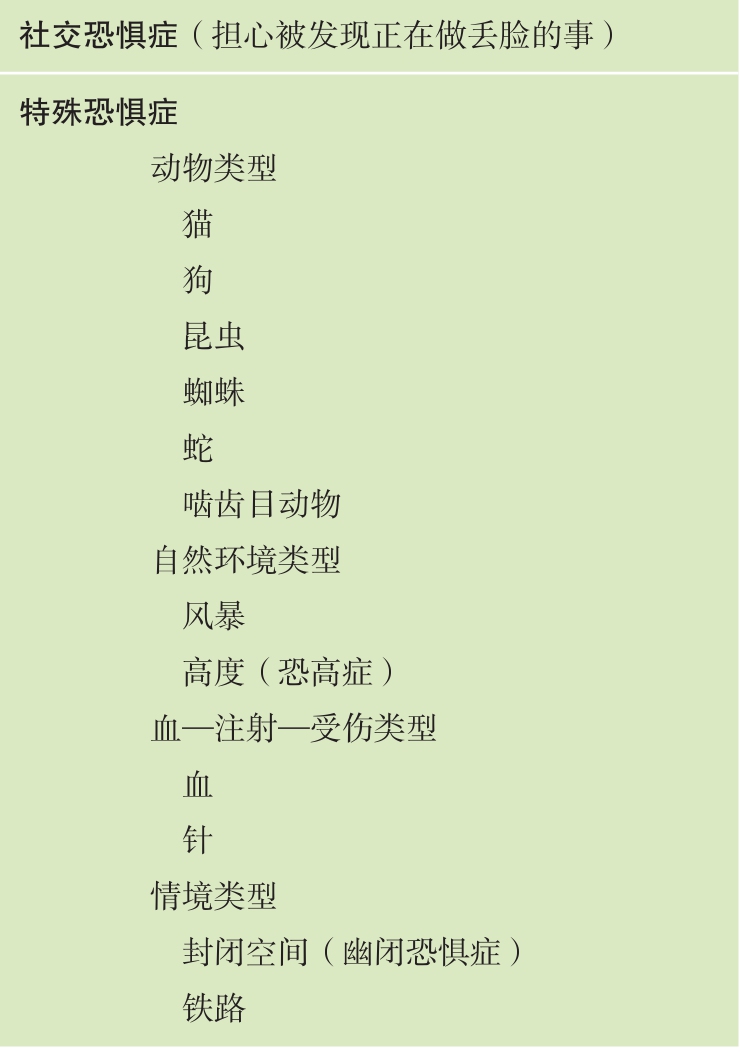 社交恐惧症（担心被发现正在做丢脸的事）
特殊恐惧症
动物类型
猫
狗
昆虫
蜘蛛
蛇
啮齿目动物
自然环境类型
风暴
高度（恐高症）
血—注射—受伤类型
血
针
情境类型
封闭空间（幽闭恐惧症）
铁路